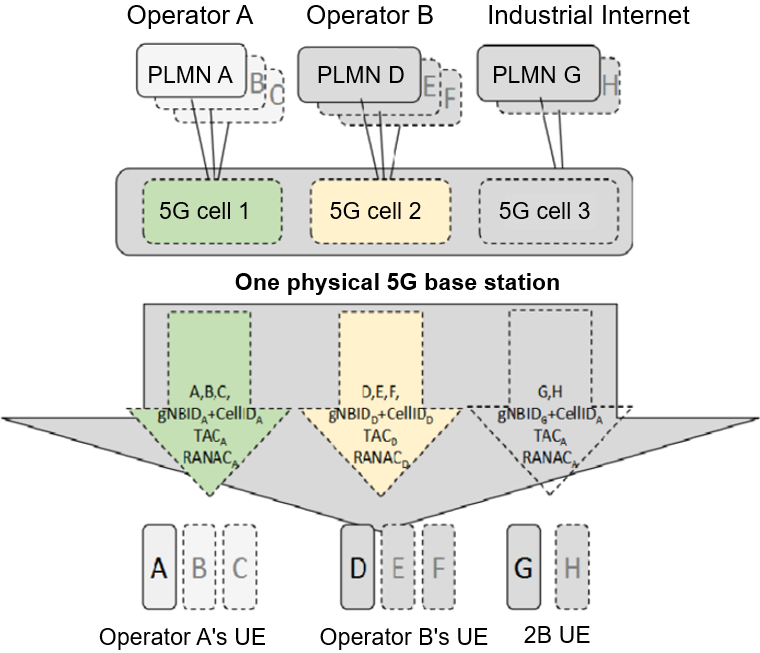 Operator A
Operator B
Industrial Internet
PLMN A
B
C
PLMN D
E
F
PLMN G
H
5G cell 1
5G cell 2
5G cell 3
One physical 5G base station
A,B,C,
gNBIDA+CellIDA
TACA
RANACA
D,E,F,
gNBIDD+CellIDD
TACD
RANACD
G,H
gNBIDG+CellIDA
TACA
RANACA
A
B
C
D
E
F
G
H
Operator A's UE
Operator B's UE
2B UE